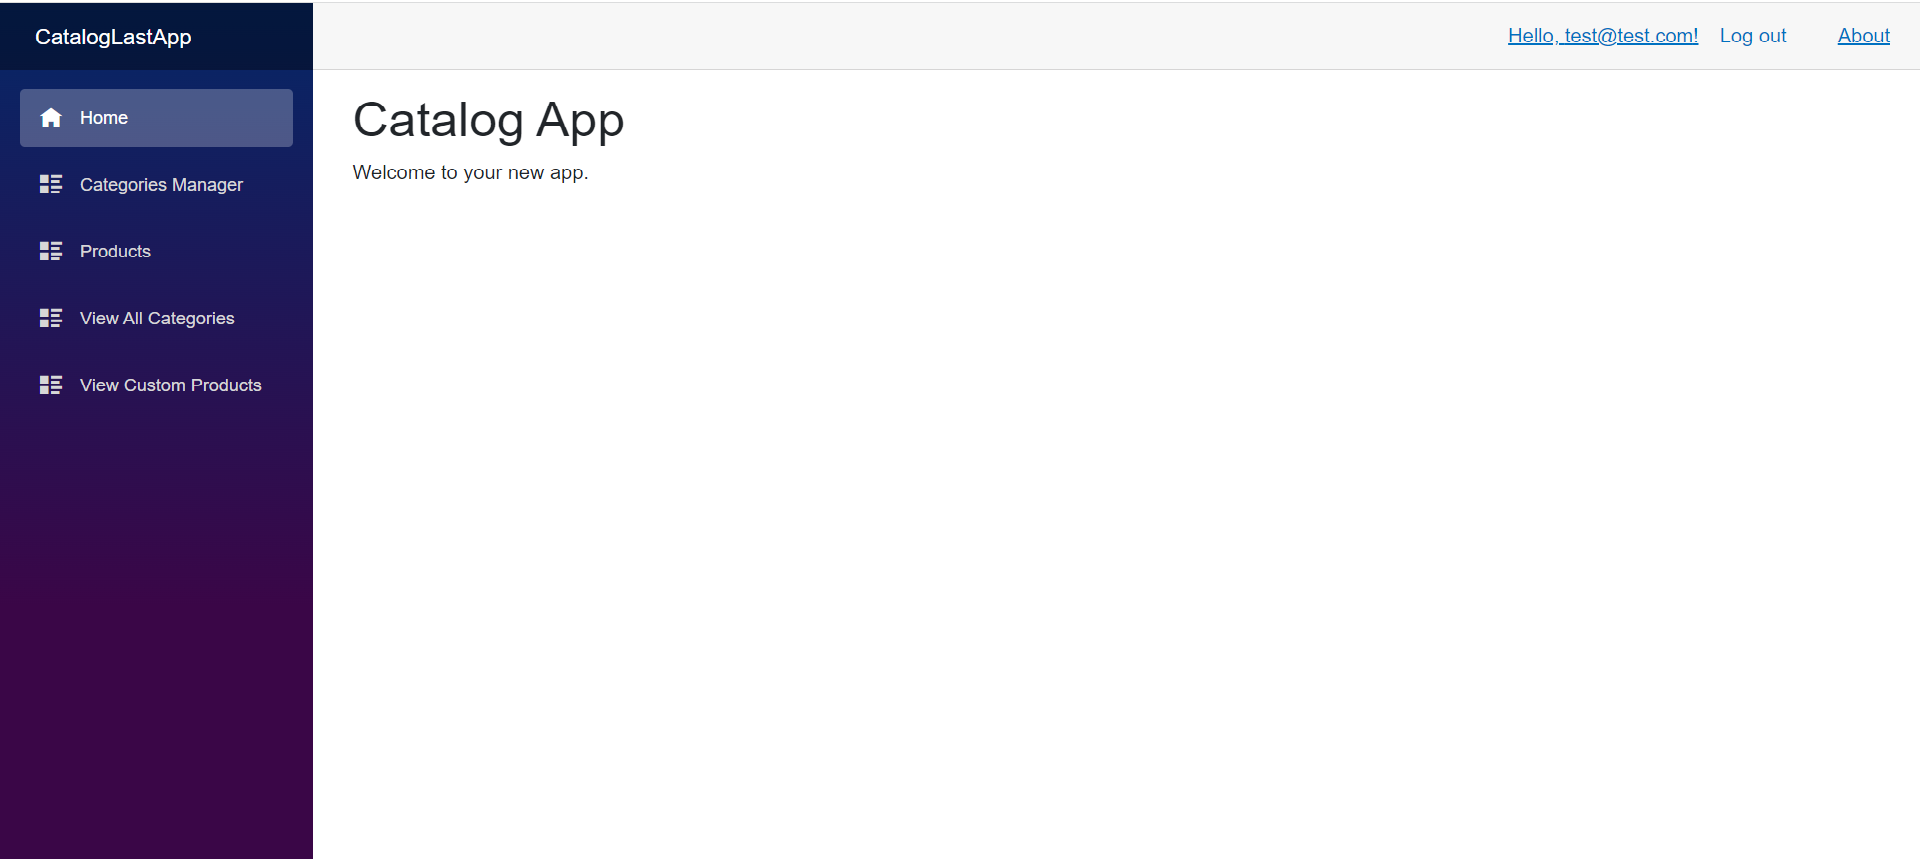 CatalogLastApp
Hello, test@test.com! Log out About
Home
Categories Manager
Products
View All Categories
View Custom Products
Catalog App
Welcome to your new app.